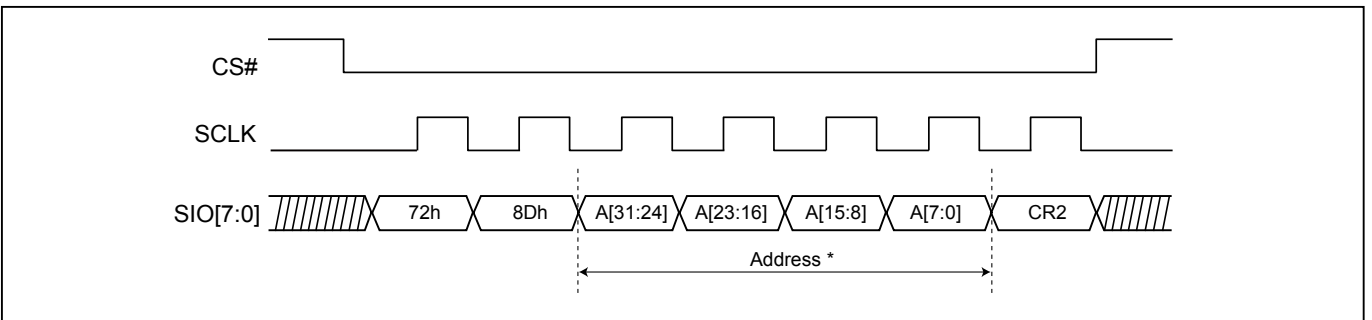 CS#
SCLK
SIO[7:0] 72h 8Dh A[31:24] A[23:16] A[15:8] A[7:0] CR2
Address *